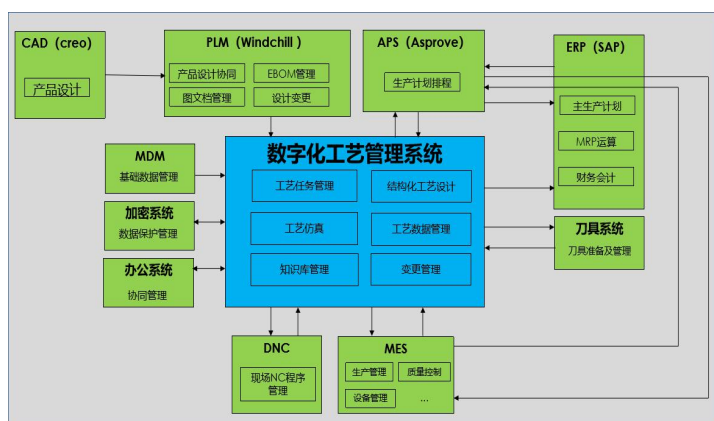 CAD（creo）
产品设计
PLM（Windchill ）
产品设计协同
EBOM管理
图文档管理
设计变更
APS（Asprove）
生产计划排程
ERP（SAP）
主生产计划
MRP运算
财务会计
MDM
基础数据管理
加密系统
数据保护管理
办公系统
协同管理
数字化工艺管理系统
工艺任务管理
结构化工艺设计
工艺仿真
工艺数据管理
知识库管理
变更管理
刀具系统
刀具准备及管理
DNC
现场NC程序
管理
MES
生产管理
质量控制
设备管理
...